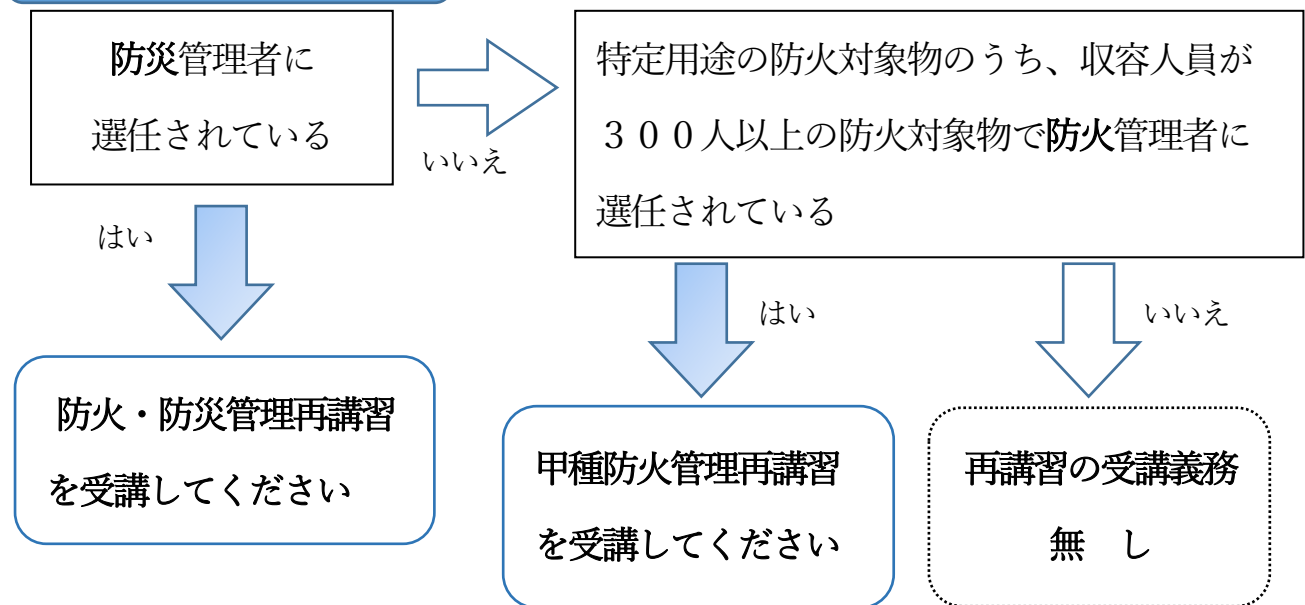 防災管理者に
選任されている
いいえ
特定用途の防火対象物のうち、収容人員が
３００人以上の防火対象物で防火管理者に
選任されている
はい
はい
いいえ
防火・防災管理再講習
を受講してください
甲種防火管理再講習
を受講してください
再講習の受講義務
無　し